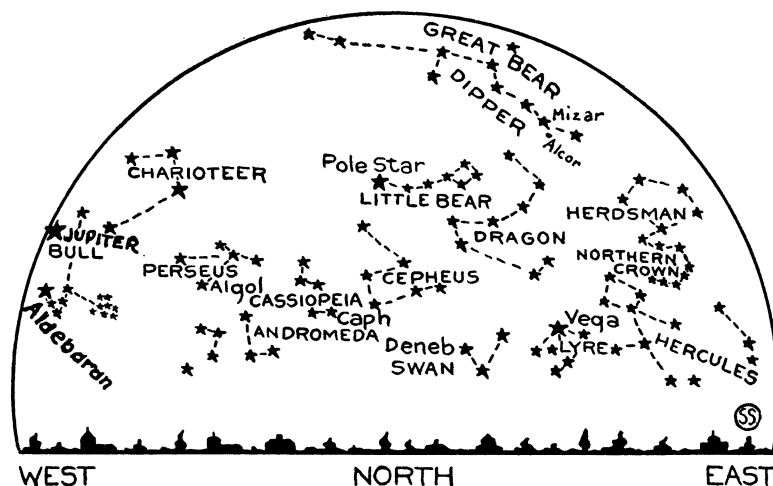 GREAT
BEAR
DIPPER
Mizar
Alcor
CHARIOTEER
Pole Star
LITTLE BEAR
HERDSMAN
JUPITER
BULL
DRAGON
PERSEUS
NORTHERN
CROWN
CEPHEUS
Algol
CASSIOPEIA
Caph
Aldebaran
ANDROMEDA
Deneb
SWAN
Vega
LYRE
HERCULES
SS
WEST NORTH EAST